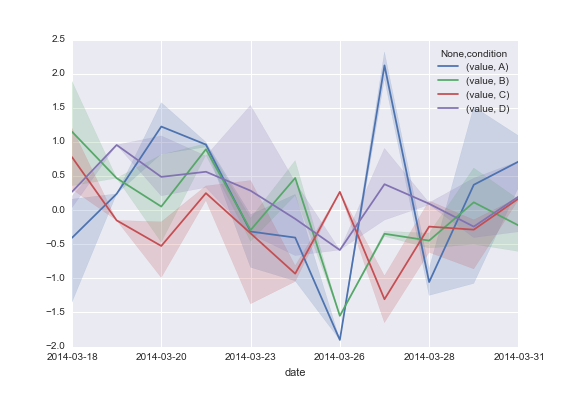 2.5
2.0
1.5
1.0
0.5
0.0
−0.5
−1.0
−1.5
−2.0
None,condition
(value, A)
(value, B)
(value, C)
(value, D)
2014-03-18
2014-03-20
2014-03-23
2014-03-26
2014-03-28
2014-03-31
date